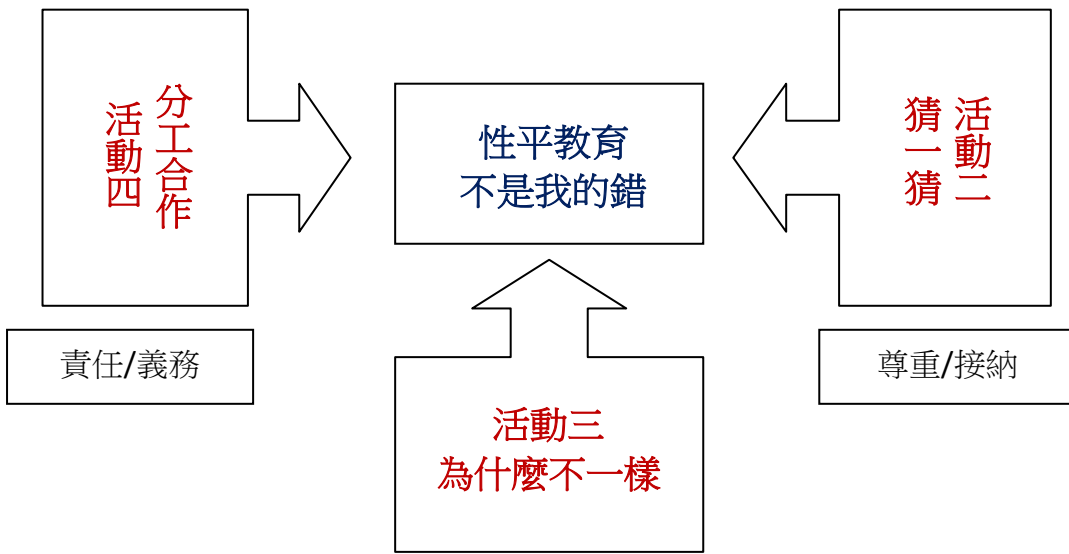 活動四
分工合作
性平教育
不是我的錯
活動二
猜一猜
責任/義務
尊重/接納
活動三
為什麼不一樣